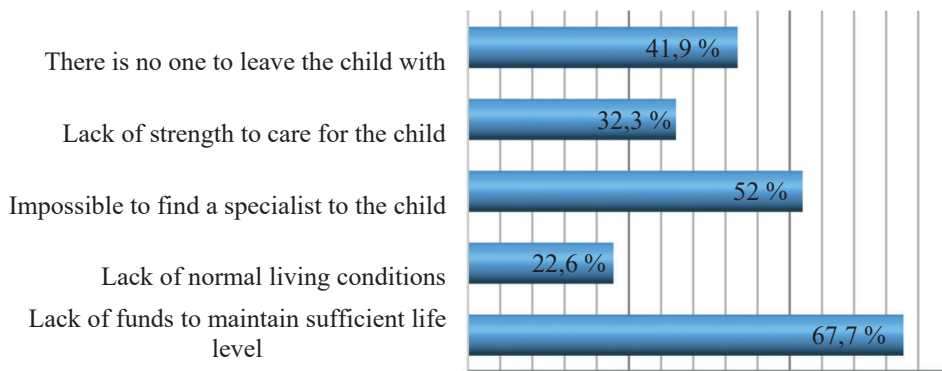 There is no one to leave the child with
41,9 %
Lack of strength to care for the child
32,3 %
Impossible to find a specialist to the child
52 %
Lack of normal living conditions
22,6 %
Lack of funds to maintain sufficient life
level
67,7 %